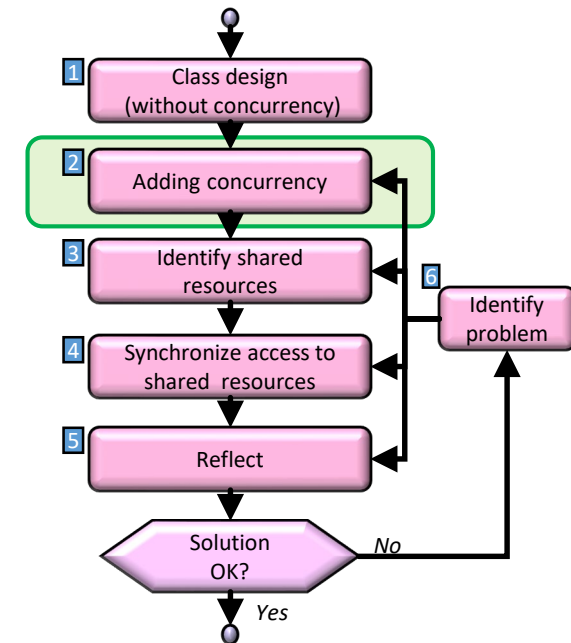 1
Class design
(without concurrency)
2
Adding concurrency
3
Identify shared
resources
6
Identify
problem
4
Synchronize access to
shared resources
5
Reflect
Solution
OK?
No
Yes